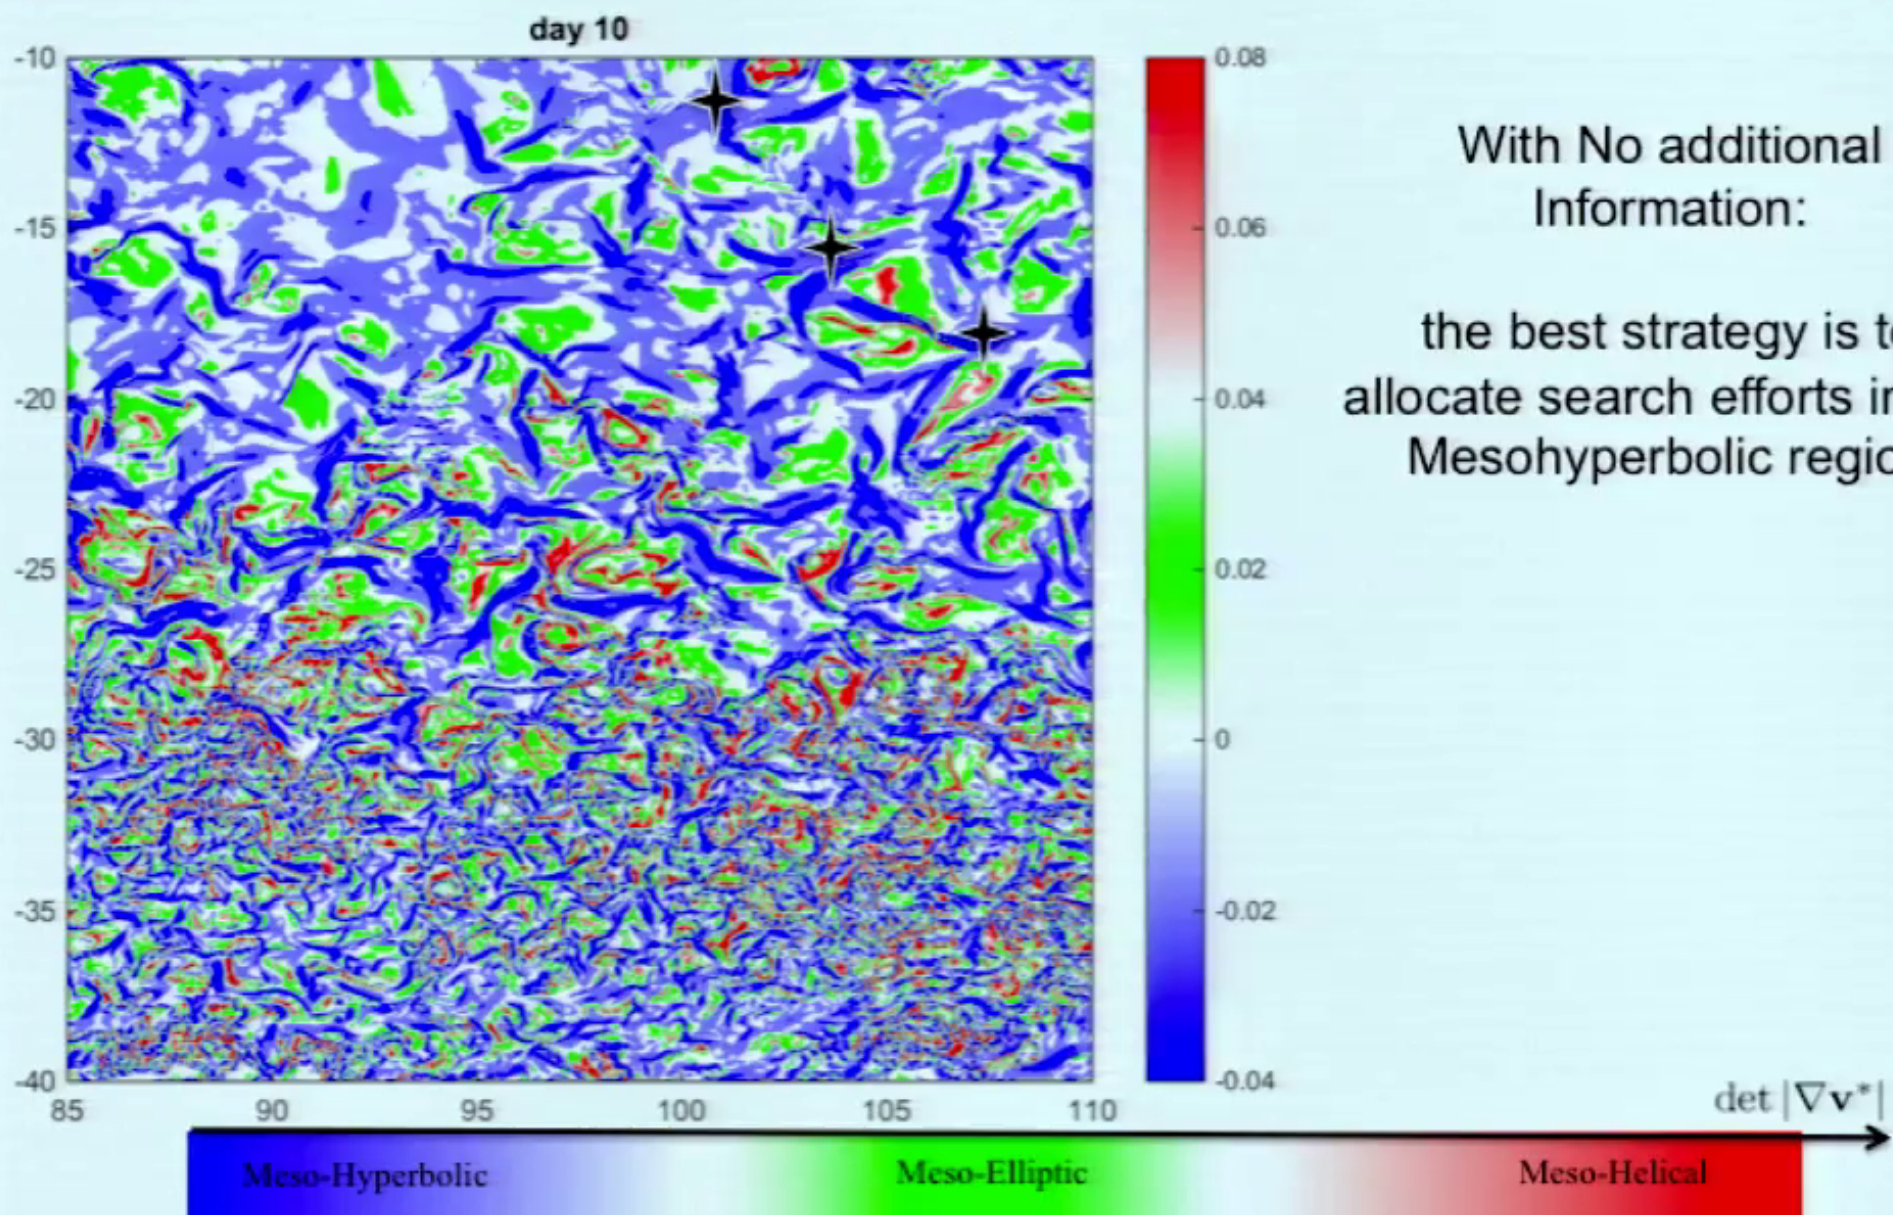 day 10
-10
-15
-20
-25
-30
-35
-40
85 90 95 100 105 110
0.08
0.06
0.04
0.02
0
-0.02
-0.04
With No additional
Information:
the best strategy is
allocate search efforts
Mesohyperbolic
det |∇v*|
Meso-Hyperbolic Meso-Elliptic Meso-Helical